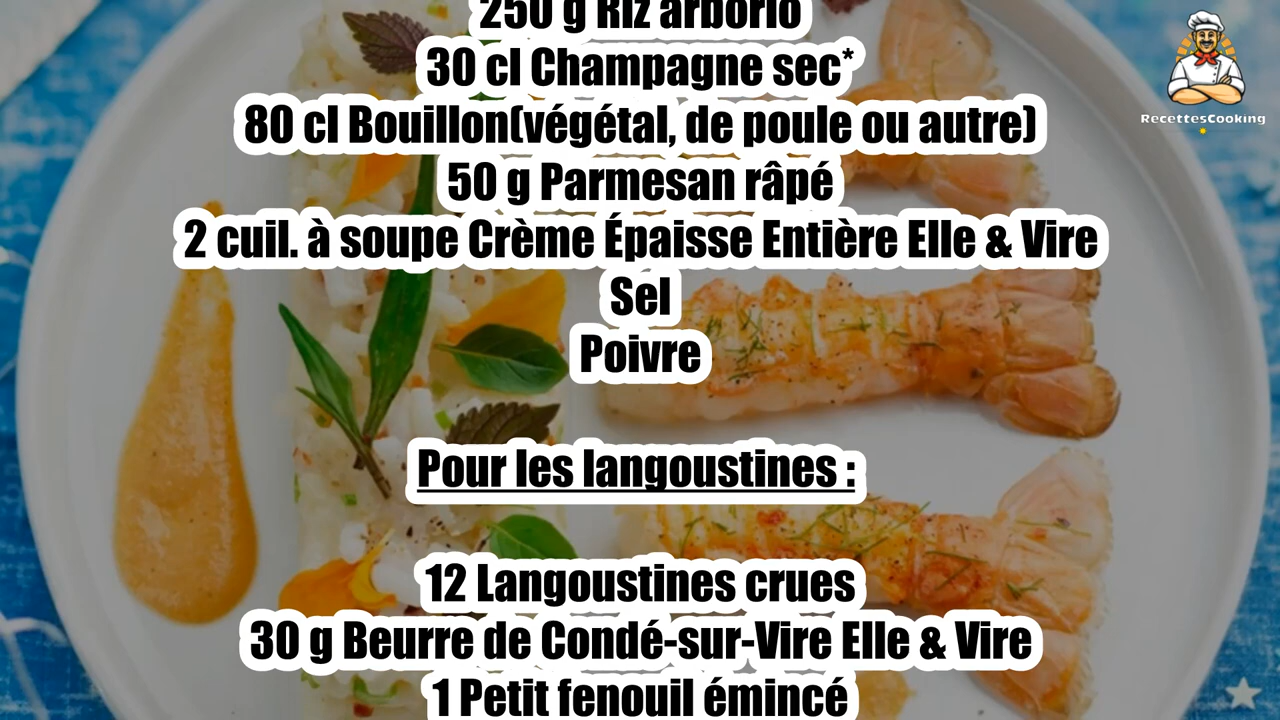 250 g Riz arborio
30 cl Champagne sec*
80 cl Bouillon(végétal, de poule ou autre)
RecettesCooking
50 g Parmesan râpé
2 cuil. à soupe Crème Épaisse Entière Elle & Vire
Sel
Poivre
Pour les langoustines :
12 Langoustines crues
30 g Beurre de Condé-sur-Vire Elle & Vire
1 Petit fenouil émincé